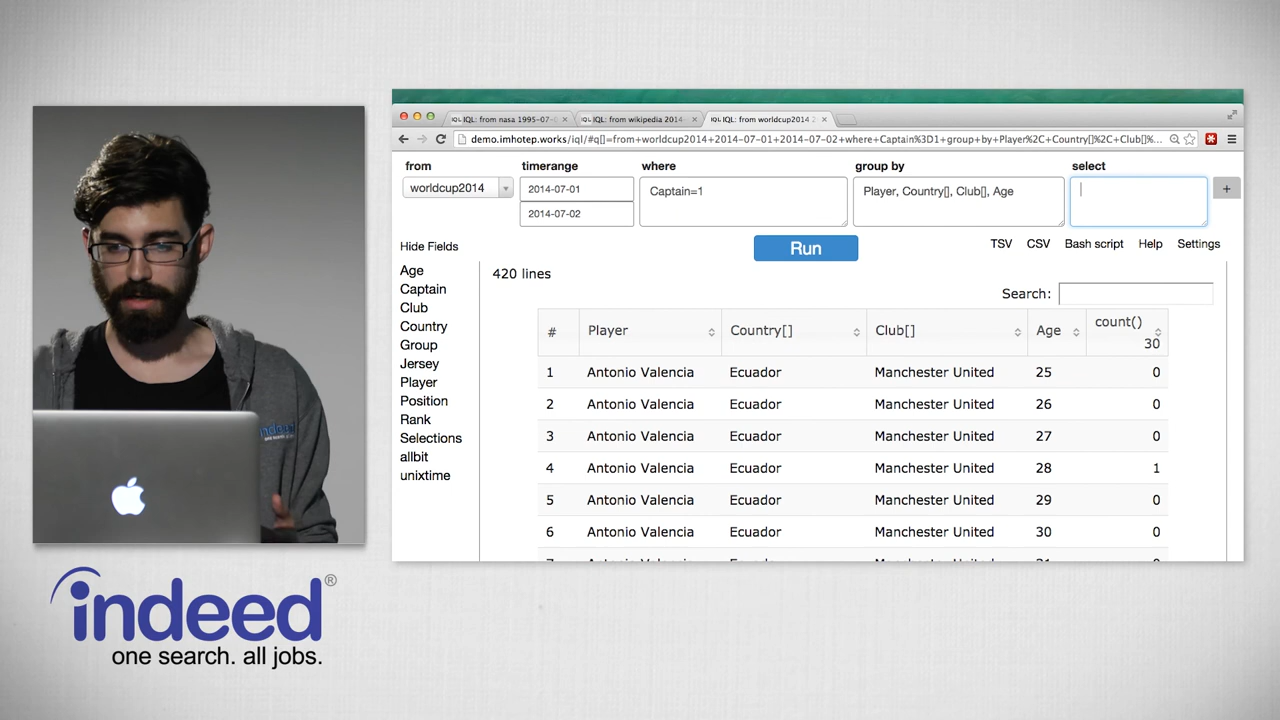 IQL: from nasa 1995-07-0
IQL: from wikipedia 2014-
IQL: from worldcup2014 2
demo.imhotep.works/iql/#q[]=from+worldcup2014+2014-07-01+2014-07-02+where+Captain%3D1+group+by+Player%2C+Country[]%2C+Club[]%...
from
timerange
where
group by
select
worldcup2014
2014-07-01
2014-07-02
Captain=1
Player, Country[], Club[], Age
+
Hide Fields
Run
TSV CSV Bash script Help Settings
Age
Captain
Club
Country
Group
Jersey
Player
Position
Rank
Selections
allbit
unixtime
420 lines
Search:
# Player Country[] Club[] Age count() 30
1 Antonio Valencia Ecuador Manchester United 25 0
2 Antonio Valencia Ecuador Manchester United 26 0
3 Antonio Valencia Ecuador Manchester United 27 0
4 Antonio Valencia Ecuador Manchester United 28 1
5 Antonio Valencia Ecuador Manchester United 29 0
6 Antonio Valencia Ecuador Manchester United 30 0
indeed
one search. all jobs.
indeed®
one search. all jobs.